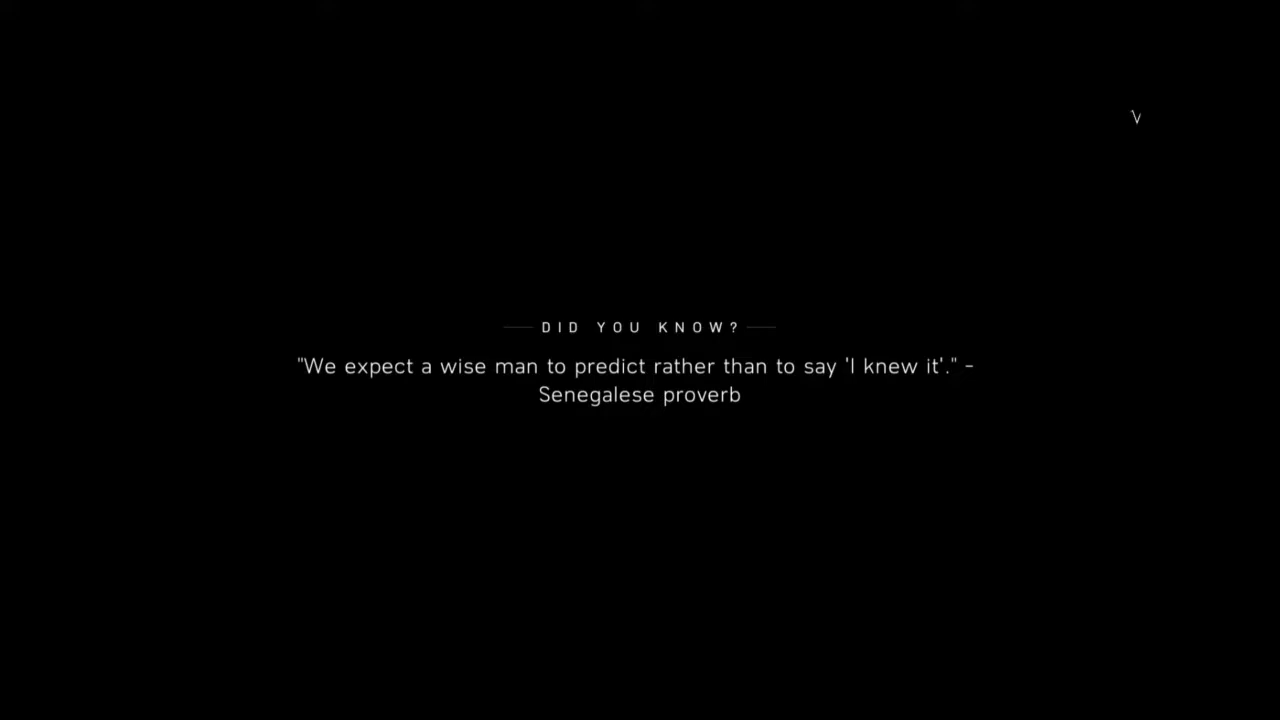 V
DID YOU KNOW?
"We expect a wise man to predict rather than to say 'I knew it'." -
Senegalese proverb